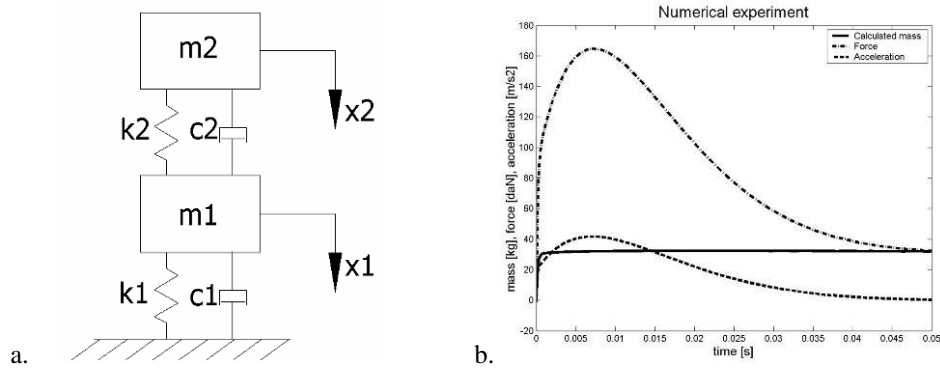 m2
x2
k2
c2
m1
x1
k1
c1
a.
Numerical experiment
Calculated mass
Force
Acceleration
mass [kg], force [daN], acceleration [m/s2]
180
160
140
120
100
80
60
40
20
0
-20
0
0.005
0.01
0.015
0.02
0.025
0.03
0.035
0.04
0.045
0.05
time [s]
b.